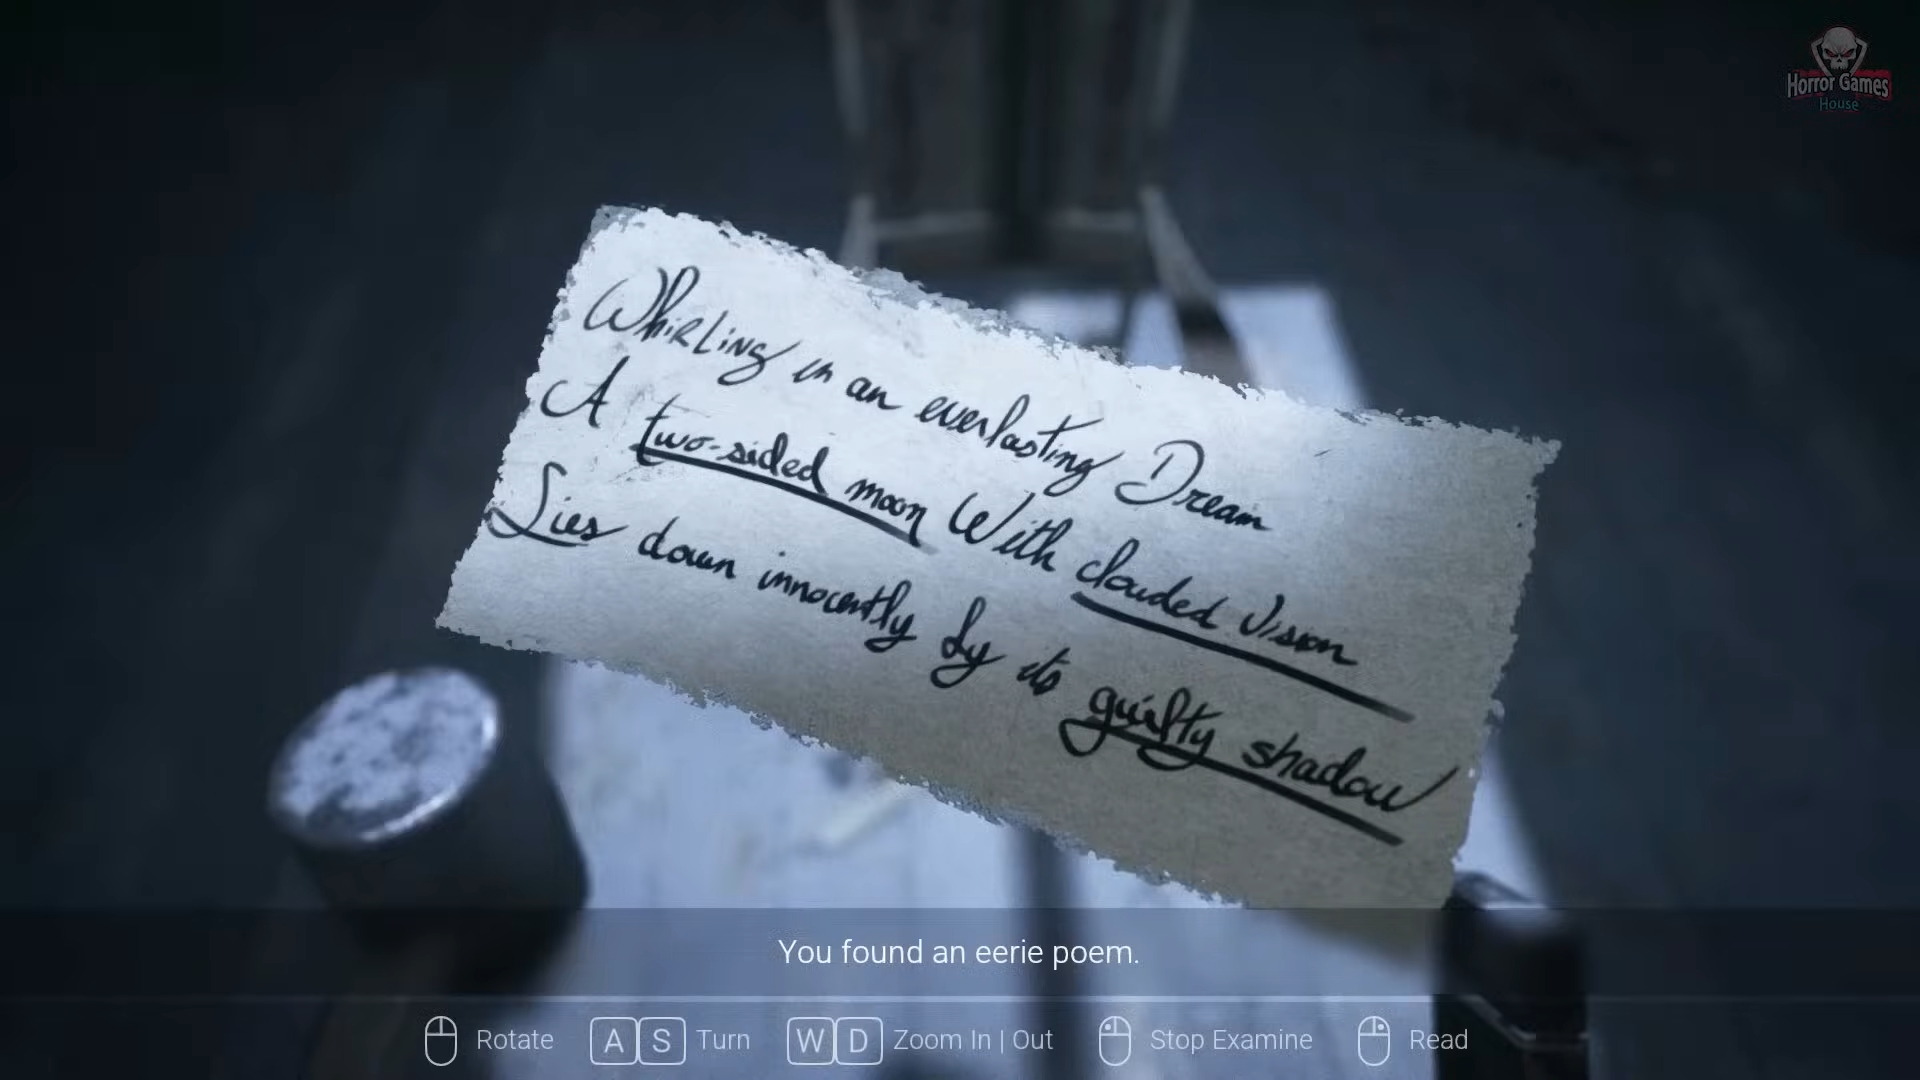 Horror Games
House
Whirling in an everlasting Dream
A two-sided moon With clouded Vision
Lies down innocently by its guilty shadow
You found an eerie poem.
Rotate A S Turn W D Zoom In | Out Stop Examine Read